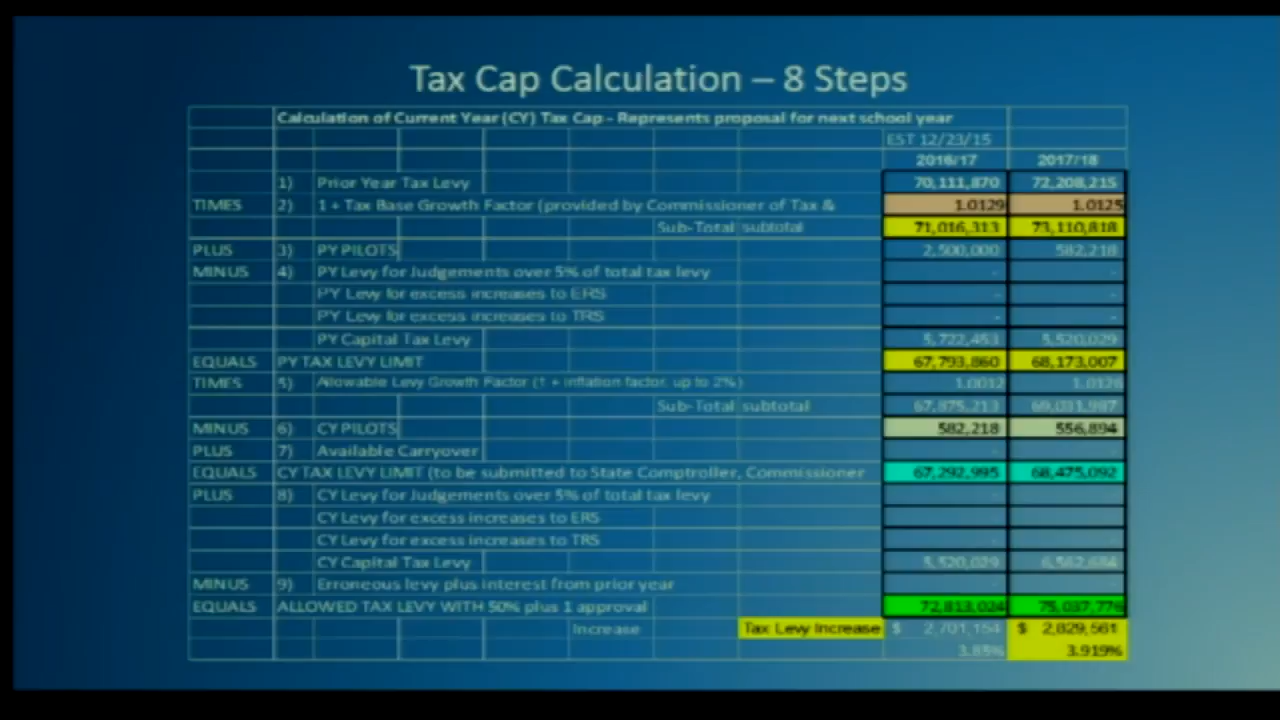 Tax Cap Calculation – 8 Steps
Calculation of Current Year (CY) Tax Cap - Represents proposal for next school year
EST 12/23/15
2016/17 2017/18
1) Prior Year Tax Levy 70,111,870 72,208,215
TIMES 2) 1 + Tax Base Growth Factor (provided by Commissioner of Tax & 1.0129 1.0125
Sub-Total subtotal 71,016,313 73,110,818
PLUS 3) PY PILOTS 2,500,000 582,218
MINUS 4) PY Levy for Judgements over 5% of total tax levy - -
PY Levy for excess increases to ERS - -
PY Levy for excess increases to TRS - -
PY Capital Tax Levy 5,722,453 5,520,029
EQUALS PY TAX LEVY LIMIT 67,793,860 68,173,007
TIMES 5) Allowable Levy Growth Factor (1 + inflation factor, up to 2%) 1.0012 1.0126
Sub-Total subtotal 67,875,213 69,031,987
MINUS 6) CY PILOTS 582,218 556,894
PLUS 7) Available Carryover
EQUALS CY TAX LEVY LIMIT (to be submitted to State Comptroller, Commissioner 67,292,995 68,475,092
PLUS 8) CY Levy for Judgements over 5% of total tax levy - -
CY Levy for excess increases to ERS
CY Levy for excess increases to TRS
CY Capital Tax Levy 5,520,029 6,562,684
MINUS 9) Erroneous levy plus interest from prior year - -
EQUALS ALLOWED TAX LEVY WITH 50% plus 1 approval 72,813,024 75,037,776
Increase Tax Levy Increase $ 2,701,154 $ 2,829,561
3.85% 3.919%